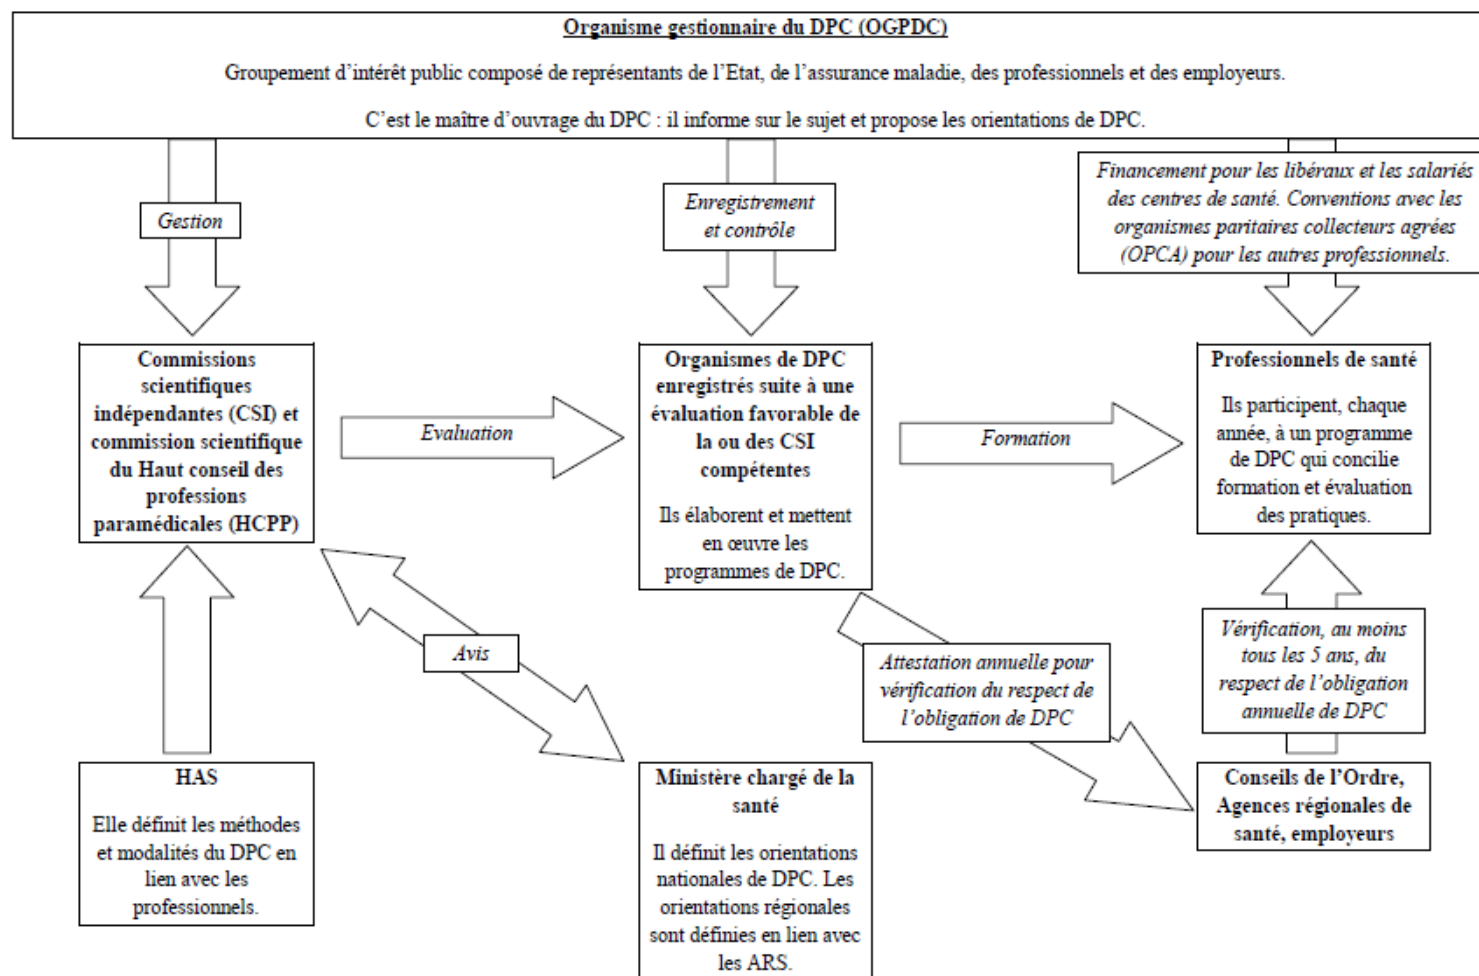 Organisme gestionnaire du DPC (OGPDC)
Groupement d’intérêt public composé de représentants de l’Etat, de l’assurance maladie, des professionnels et des employeurs.
C’est le maître d’ouvrage du DPC : il informe sur le sujet et propose les orientations de DPC.
Gestion
Enregistrement
et contrôle
Financement pour les libéraux et les salariés
des centres de santé. Conventions avec les
organismes paritaires collecteurs agrées
(OPCA) pour les autres professionnels.
Commissions
scientifiques
indépendantes (CSI) et
commission scientifique
du Haut conseil des
professions
paramédicales (HCPP)
Evaluation
Organismes de DPC
enregistrés suite à une
évaluation favorable de
la ou des CSI
compétentes
Ils élaborent et mettent
en œuvre les
programmes de DPC.
Formation
Professionnels de santé
Ils participent, chaque
année, à un programme
de DPC qui concilie
formation et évaluation
des pratiques.
Avis
Attestation annuelle pour
vérification du respect de
l’obligation de DPC
Vérification, au moins
tous les 5 ans, du
respect de l’obligation
annuelle de DPC
HAS
Elle définit les méthodes
et modalités du DPC en
lien avec les
professionnels.
Ministère chargé de la
santé
Il définit les orientations
nationales de DPC. Les
orientations régionales
sont définies en lien avec
les ARS.
Conseils de l’Ordre,
Agences régionales de
santé, employeurs